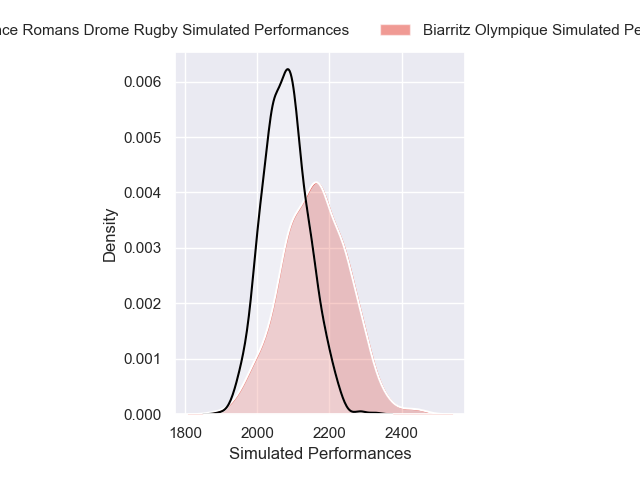 nce Romans Drome Rugby Simulated Performances Biarritz Olympique Simulated Pe
0.006
0.005
0.004
0.003
0.002
0.001
0.000
Density
1800 2000 2200 2400
Simulated Performances